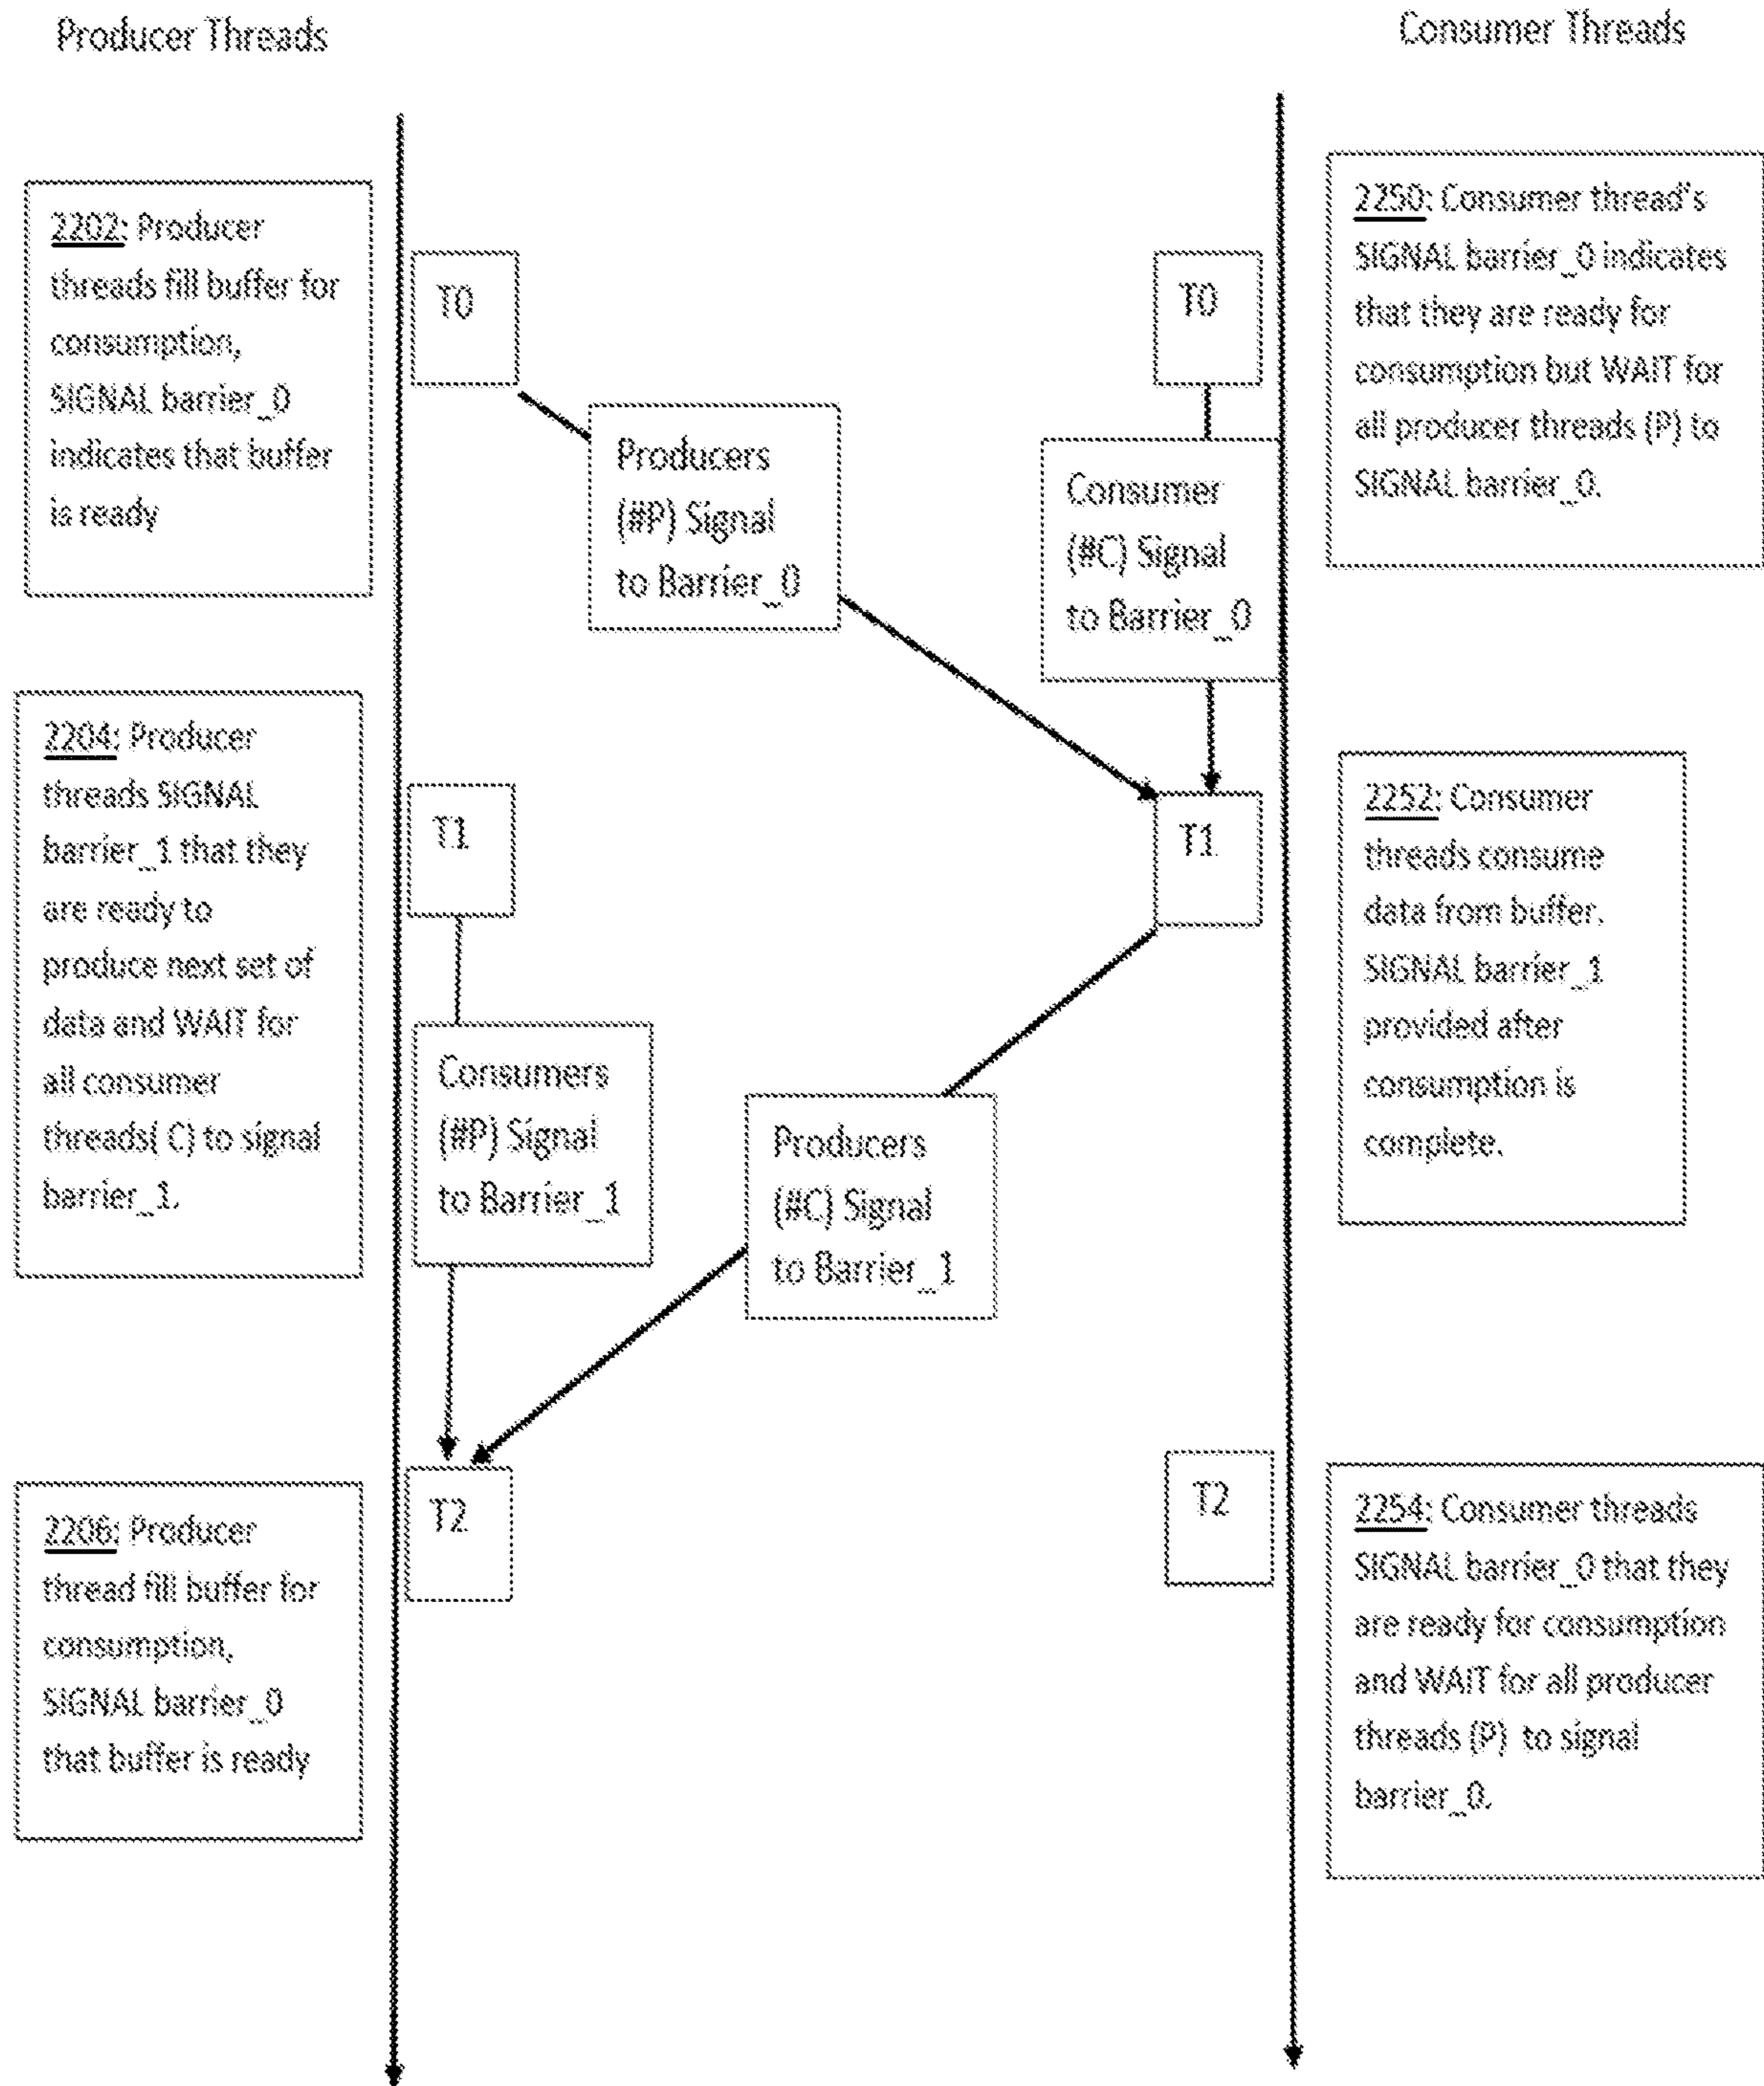 Producer Threads
Consumer Threads
2202: Producer
threads fill buffer for
consumption,
SIGNAL barrier_0
indicates that buffer
is ready
T0
Producers
(#P) Signal
to Barrier_0
T0
Consumer
(#C) Signal
to Barrier_0
2250: Consumer thread's
SIGNAL barrier_0 indicates
that they are ready for
consumption but WAIT for
all producer threads (P) to
SIGNAL barrier_0.
2204: Producer
threads SIGNAL
barrier_1 that they
are ready to
produce next set of
data and WAIT for
all consumer
threads( C) to signal
barrier_1.
T1
Consumers
(#P) Signal
to Barrier_1
Producers
(#C) Signal
to Barrier_1
T1
2252: Consumer
threads consume
data from buffer.
SIGNAL barrier_1
provided after
consumption is
complete.
2206: Producer
thread fill buffer for
consumption,
SIGNAL barrier_0
that buffer is ready
T2
T2
2254: Consumer threads
SIGNAL barrier_0 that they
are ready for consumption
and WAIT for all producer
threads (P) to signal
barrier_0.